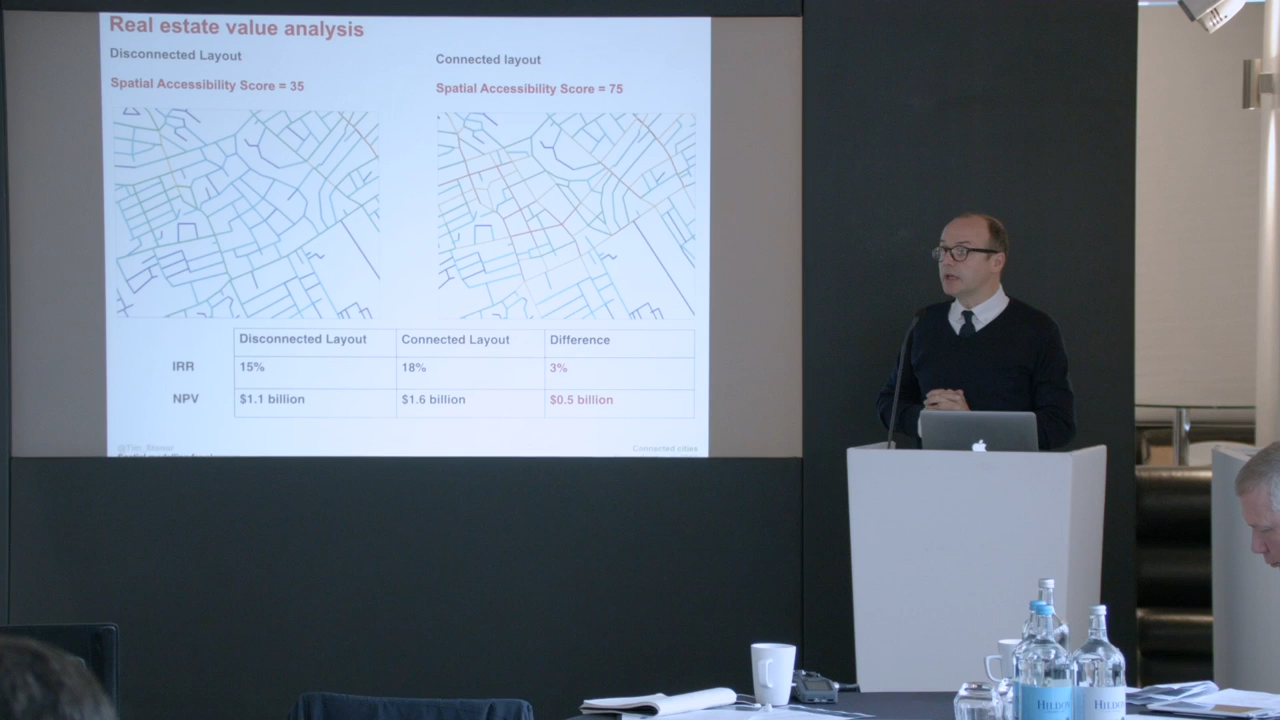 Real estate value analysis
Disconnected Layout
Connected layout
Spatial Accessibility Score = 35
Spatial Accessibility Score = 75
Disconnected Layout Connected Layout Difference
IRR 15% 18% 3%
NPV $1.1 billion $1.6 billion $0.5 billion
@Tim_Stonor
Connected cities
HILDON